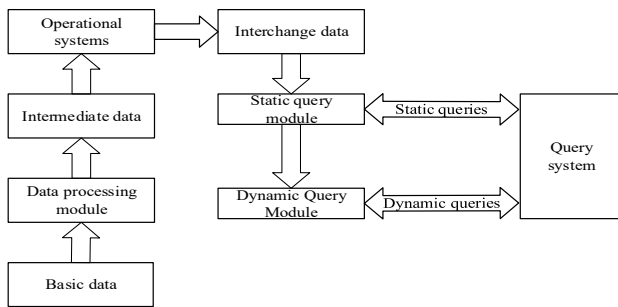 Operational
systems
Interchange data
Intermediate data
Static query
module
Static queries
Query
system
Data processing
module
Dynamic Query
Module
Dynamic queries
Basic data